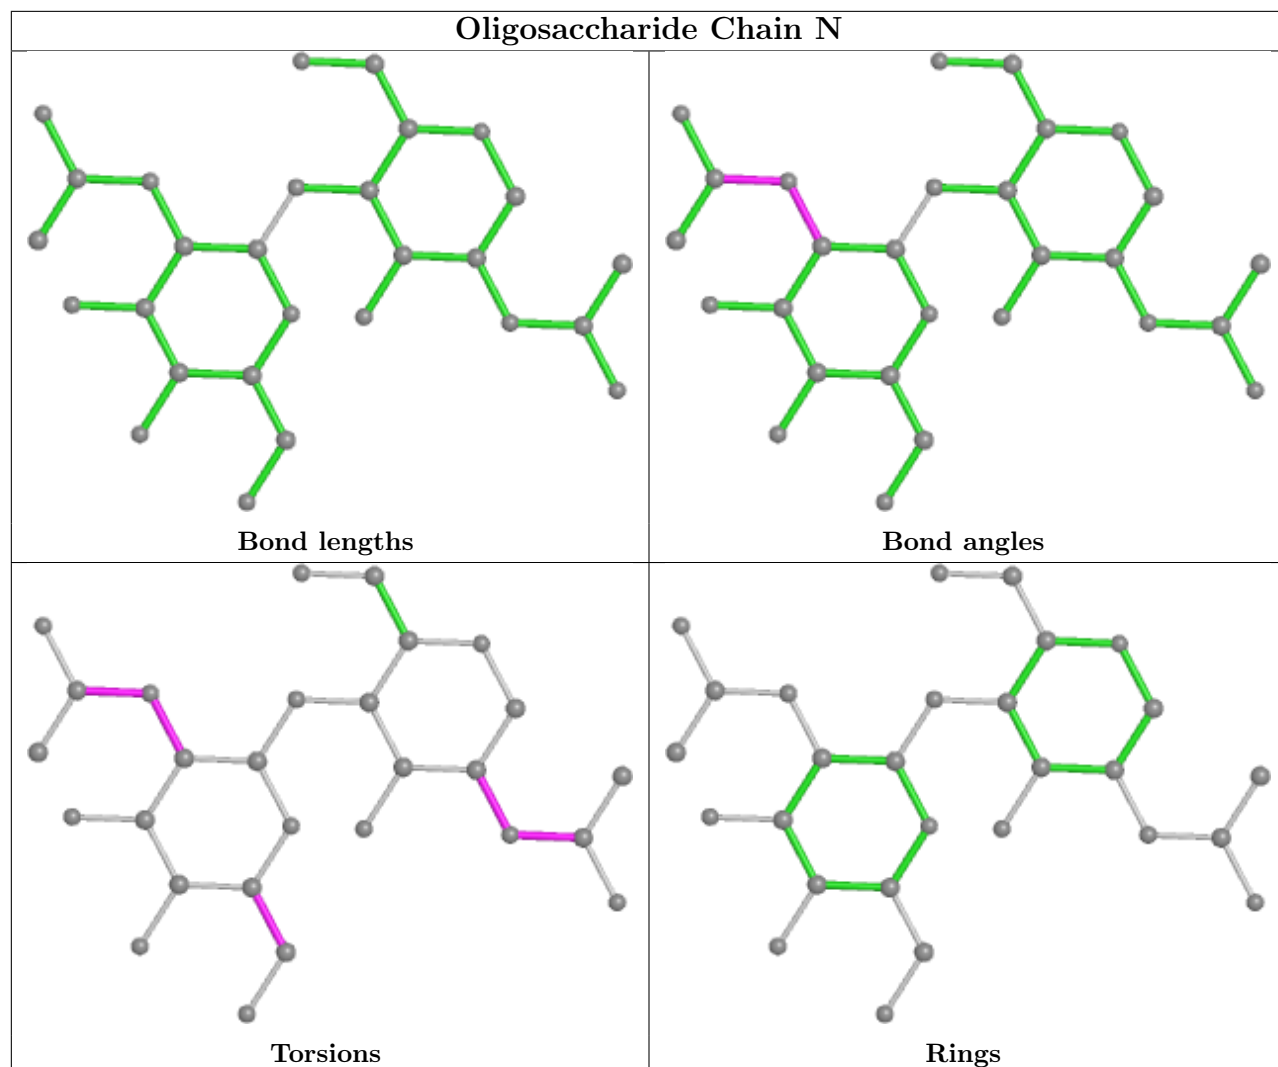 Oligosaccharide Chain N
Bond lengths
Bond angles
Torsions
Rings